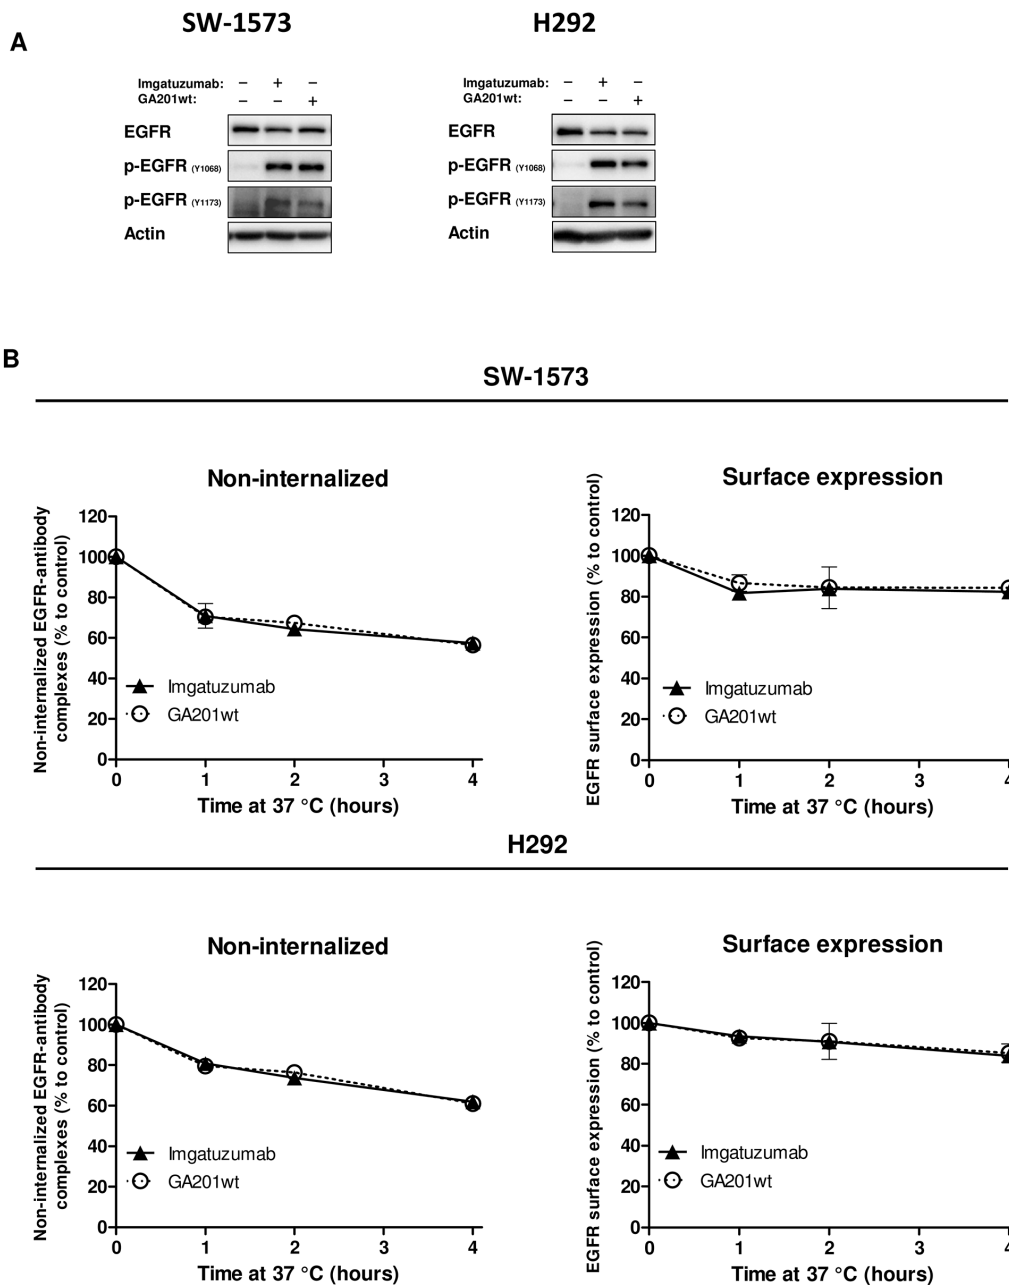 SW-1573
H292
A
Imgatuzumab: – + –
GA201wt: – – +
EGFR
p-EGFR (Y1068)
p-EGFR (Y1173)
Actin
Imgatuzumab: – + –
GA201wt: – – +
EGFR
p-EGFR (Y1068)
p-EGFR (Y1173)
Actin
B
SW-1573
Non-internalized
Non-internalized EGFR-antibody
complexes (% to control)
120
100
80
60
40
20
0
Imgatuzumab
GA201wt
0 1 2 3 4
Time at 37 °C (hours)
Surface expression
EGFR surface expression (% to control)
120
100
80
60
40
20
0
Imgatuzumab
GA201wt
0 1 2 3 4
Time at 37 °C (hours)
H292
Non-internalized
Non-internalized EGFR-antibody
complexes (% to control)
120
100
80
60
40
20
0
Imgatuzumab
GA201wt
0 1 2 3 4
Time at 37 °C (hours)
Surface expression
EGFR surface expression (% to control)
120
100
80
60
40
20
0
Imgatuzumab
GA201wt
0 1 2 3 4
Time at 37 °C (hours)